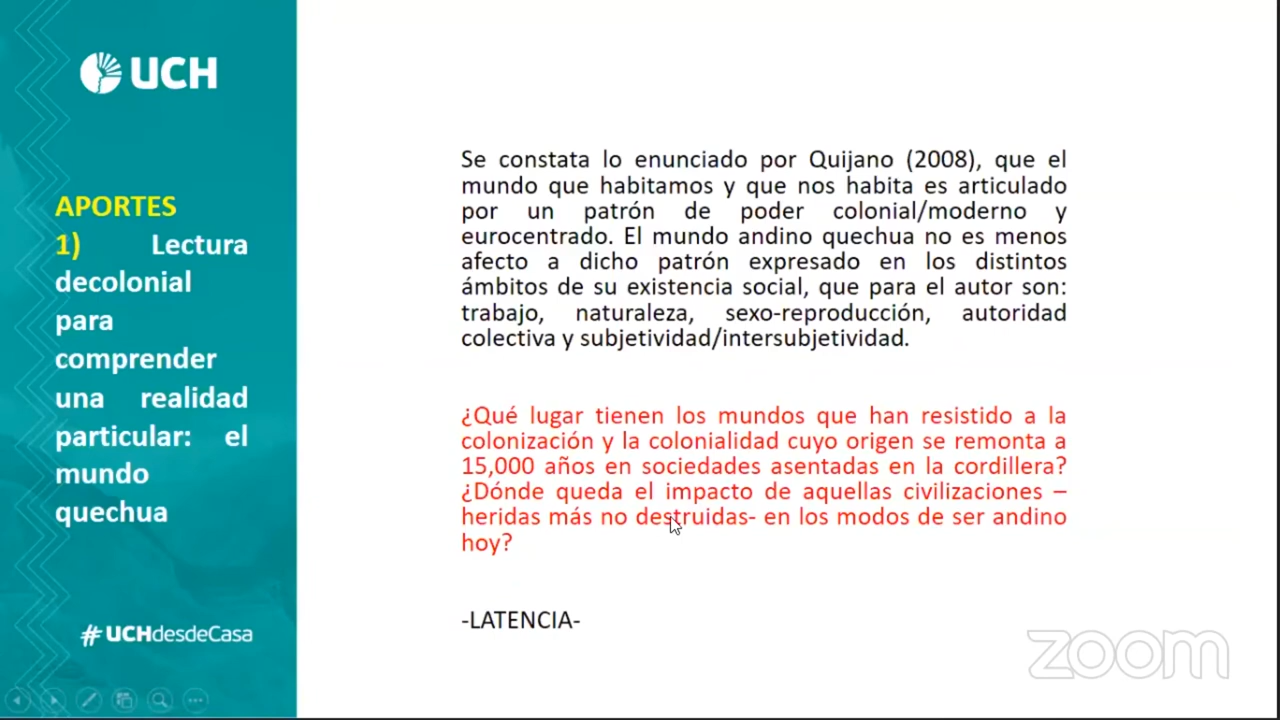 UCH
APORTES
1) Lectura
decolonial
para
comprender
una realidad
particular: el
mundo
quechua
#UCHdesdeCasa
Se constata lo enunciado por Quijano (2008), que el
mundo que habitamos y que nos habita es articulado
por un patrón de poder colonial/moderno y
eurocentrado. El mundo andino quechua no es menos
afecto a dicho patrón expresado en los distintos
ámbitos de su existencia social, que para el autor son:
trabajo, naturaleza, sexo-reproducción, autoridad
colectiva y subjetividad/intersubjetividad.
¿Qué lugar tienen los mundos que han resistido a la
colonización y la colonialidad cuyo origen se remonta a
15,000 años en sociedades asentadas en la cordillera?
¿Dónde queda el impacto de aquellas civilizaciones –
heridas más no destruidas- en los modos de ser andino
hoy?
-LATENCIA-
zoom